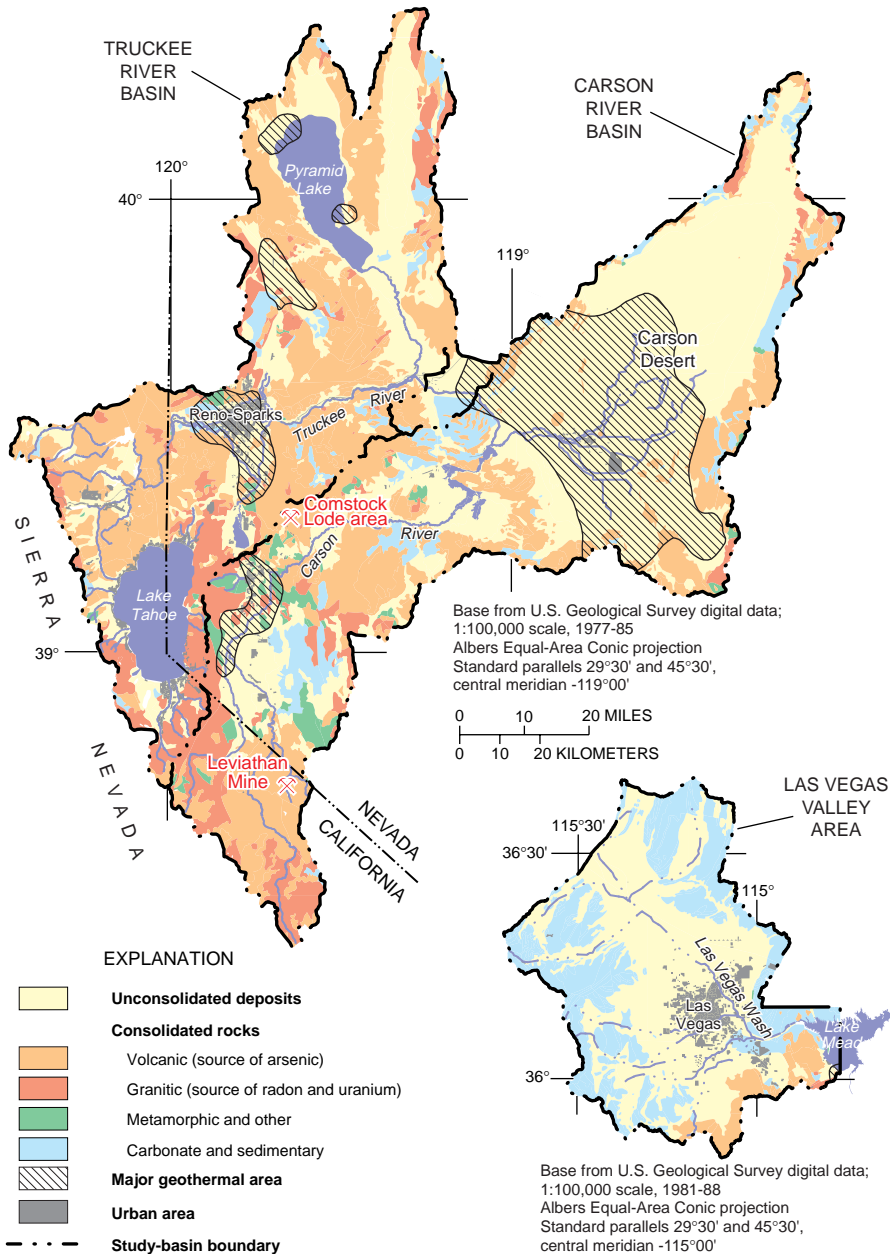 TRUCKEE
RIVER
BASIN
CARSON
RIVER
BASIN
120°
40°
Pyramid
Lake
119°
Carson
Desert
Reno-Sparks
Truckee River
Comstock
Lode area
Carson River
SIERRA
NEVADA
Lake
Tahoe
39°
Leviathan
Mine
NEVADA
CALIFORNIA
Base from U.S. Geological Survey digital data;
1:100,000 scale, 1977-85
Albers Equal-Area Conic projection
Standard parallels 29°30' and 45°30',
central meridian -119°00'
0 10 20 MILES
0 10 20 KILOMETERS
LAS VEGAS
VALLEY
AREA
115°30'
36°30'
115°
Las Vegas Wash
Las
Vegas
Lake
Mead
36°
Base from U.S. Geological Survey digital data;
1:100,000 scale, 1981-88
Albers Equal-Area Conic projection
Standard parallels 29°30' and 45°30',
central meridian -115°00'
EXPLANATION
Unconsolidated deposits
Consolidated rocks
Volcanic (source of arsenic)
Granitic (source of radon and uranium)
Metamorphic and other
Carbonate and sedimentary
Major geothermal area
Urban area
Study-basin boundary